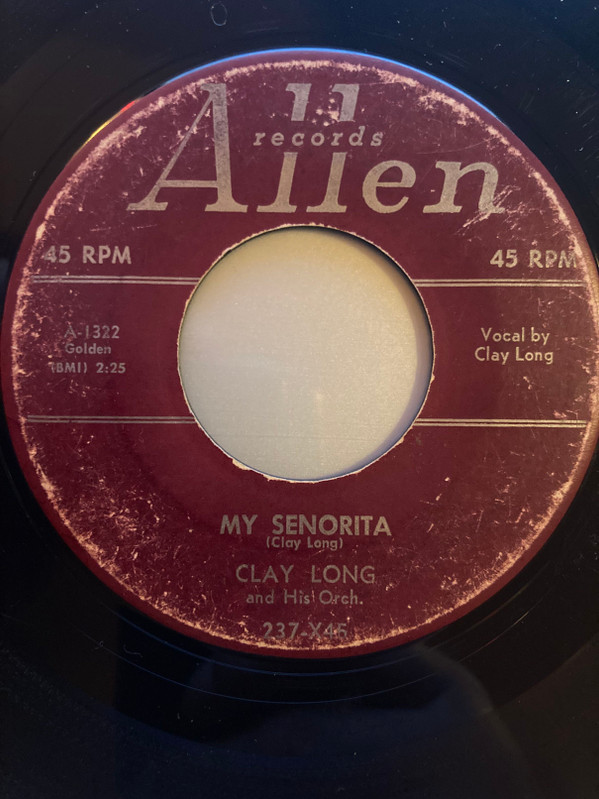 Allen
records
45 RPM
45 RPM
A-1322
Golden
(BMI) 2:25
Vocal by
Clay Long
MY SENORITA
(Clay Long)
CLAY LONG
and His Orch.
237-X45